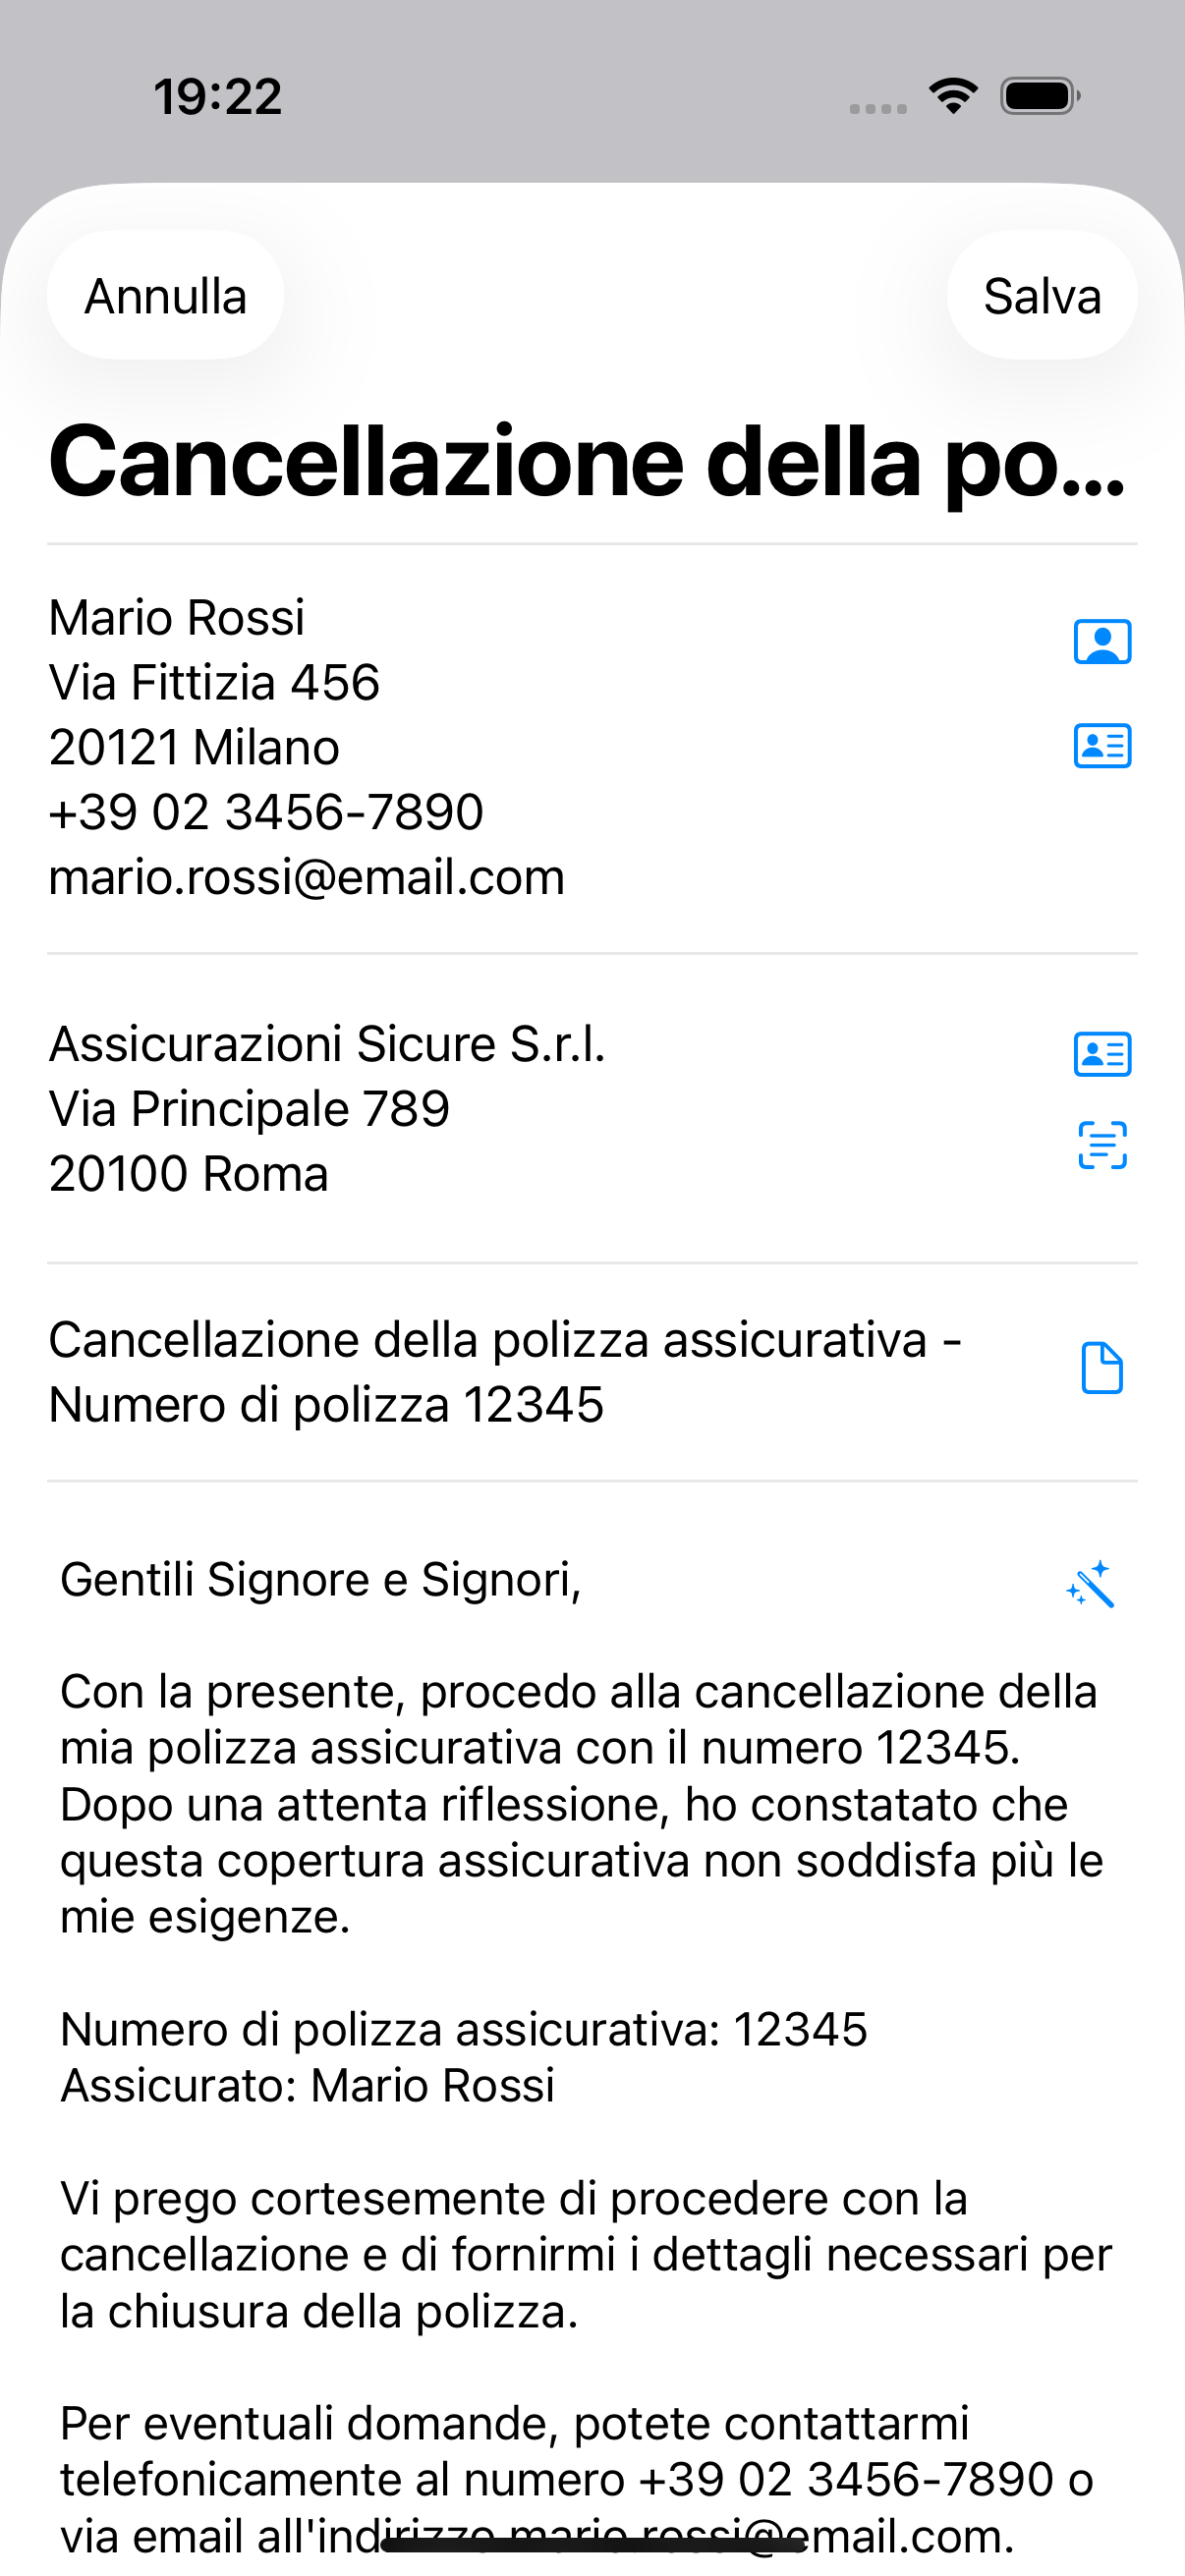 19:22
Annulla
Salva
Cancellazione della po...
Mario Rossi
Via Fittizia 456
20121 Milano
+39 02 3456-7890
mario.rossi@email.com
Assicurazioni Sicure S.r.l.
Via Principale 789
20100 Roma
Cancellazione della polizza assicurativa -
Numero di polizza 12345
Gentili Signore e Signori,
Con la presente, procedo alla cancellazione della
mia polizza assicurativa con il numero 12345.
Dopo una attenta riflessione, ho constatato che
questa copertura assicurativa non soddisfa più le
mie esigenze.
Numero di polizza assicurativa: 12345
Assicurato: Mario Rossi
Vi prego cortesemente di procedere con la
cancellazione e di fornirmi i dettagli necessari per
la chiusura della polizza.
Per eventuali domande, potete contattarmi
telefonicamente al numero +39 02 3456-7890 o
via email all'indirizzo mario.rossi@email.com.